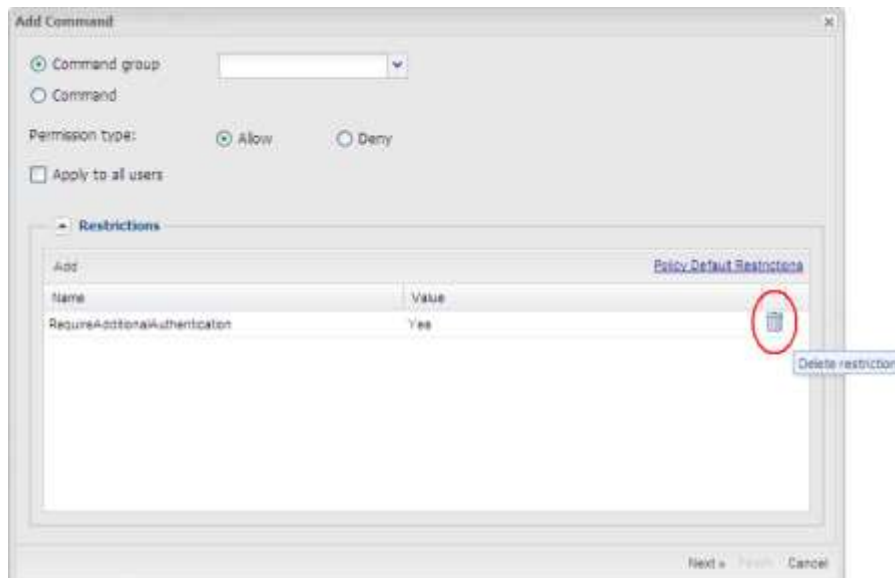 Add Command
Command group
Command
Permission type: Allow Deny
Apply to all users
Restrictions
Add Policy Default Restrictions
Name Value
RequireAdditionalAuthentication Yes
Delete restriction
Next » Finish Cancel